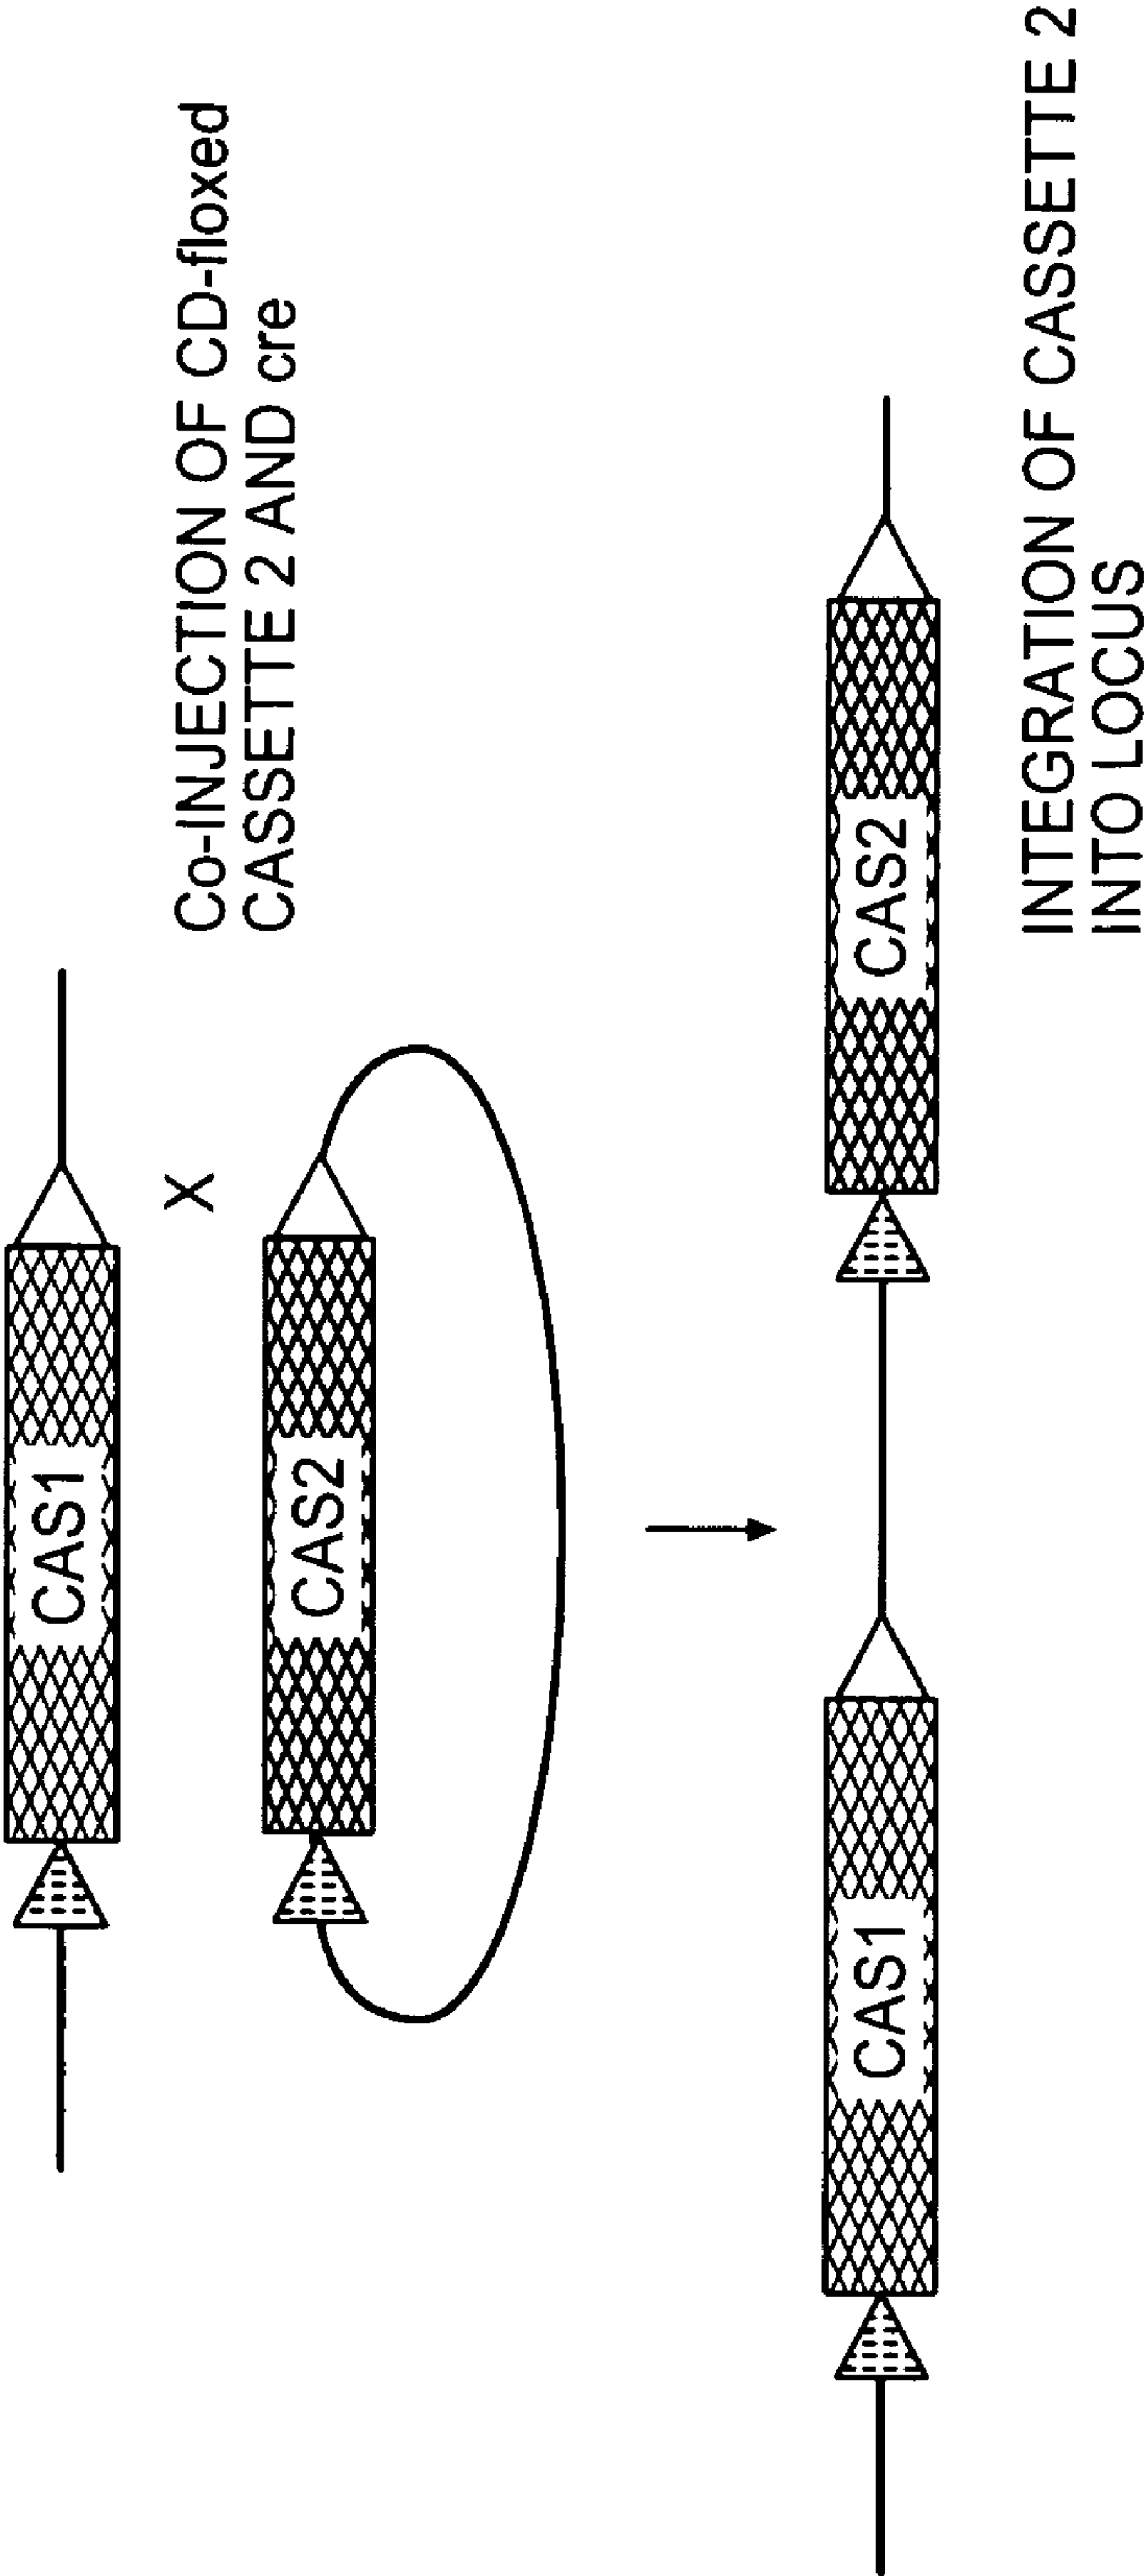 CAS1
X
Co-INJECTION OF CD-floxed
CASSETTE 2 AND cre
CAS2
CAS1
CAS2
INTEGRATION OF CASSETTE 2
INTO LOCUS